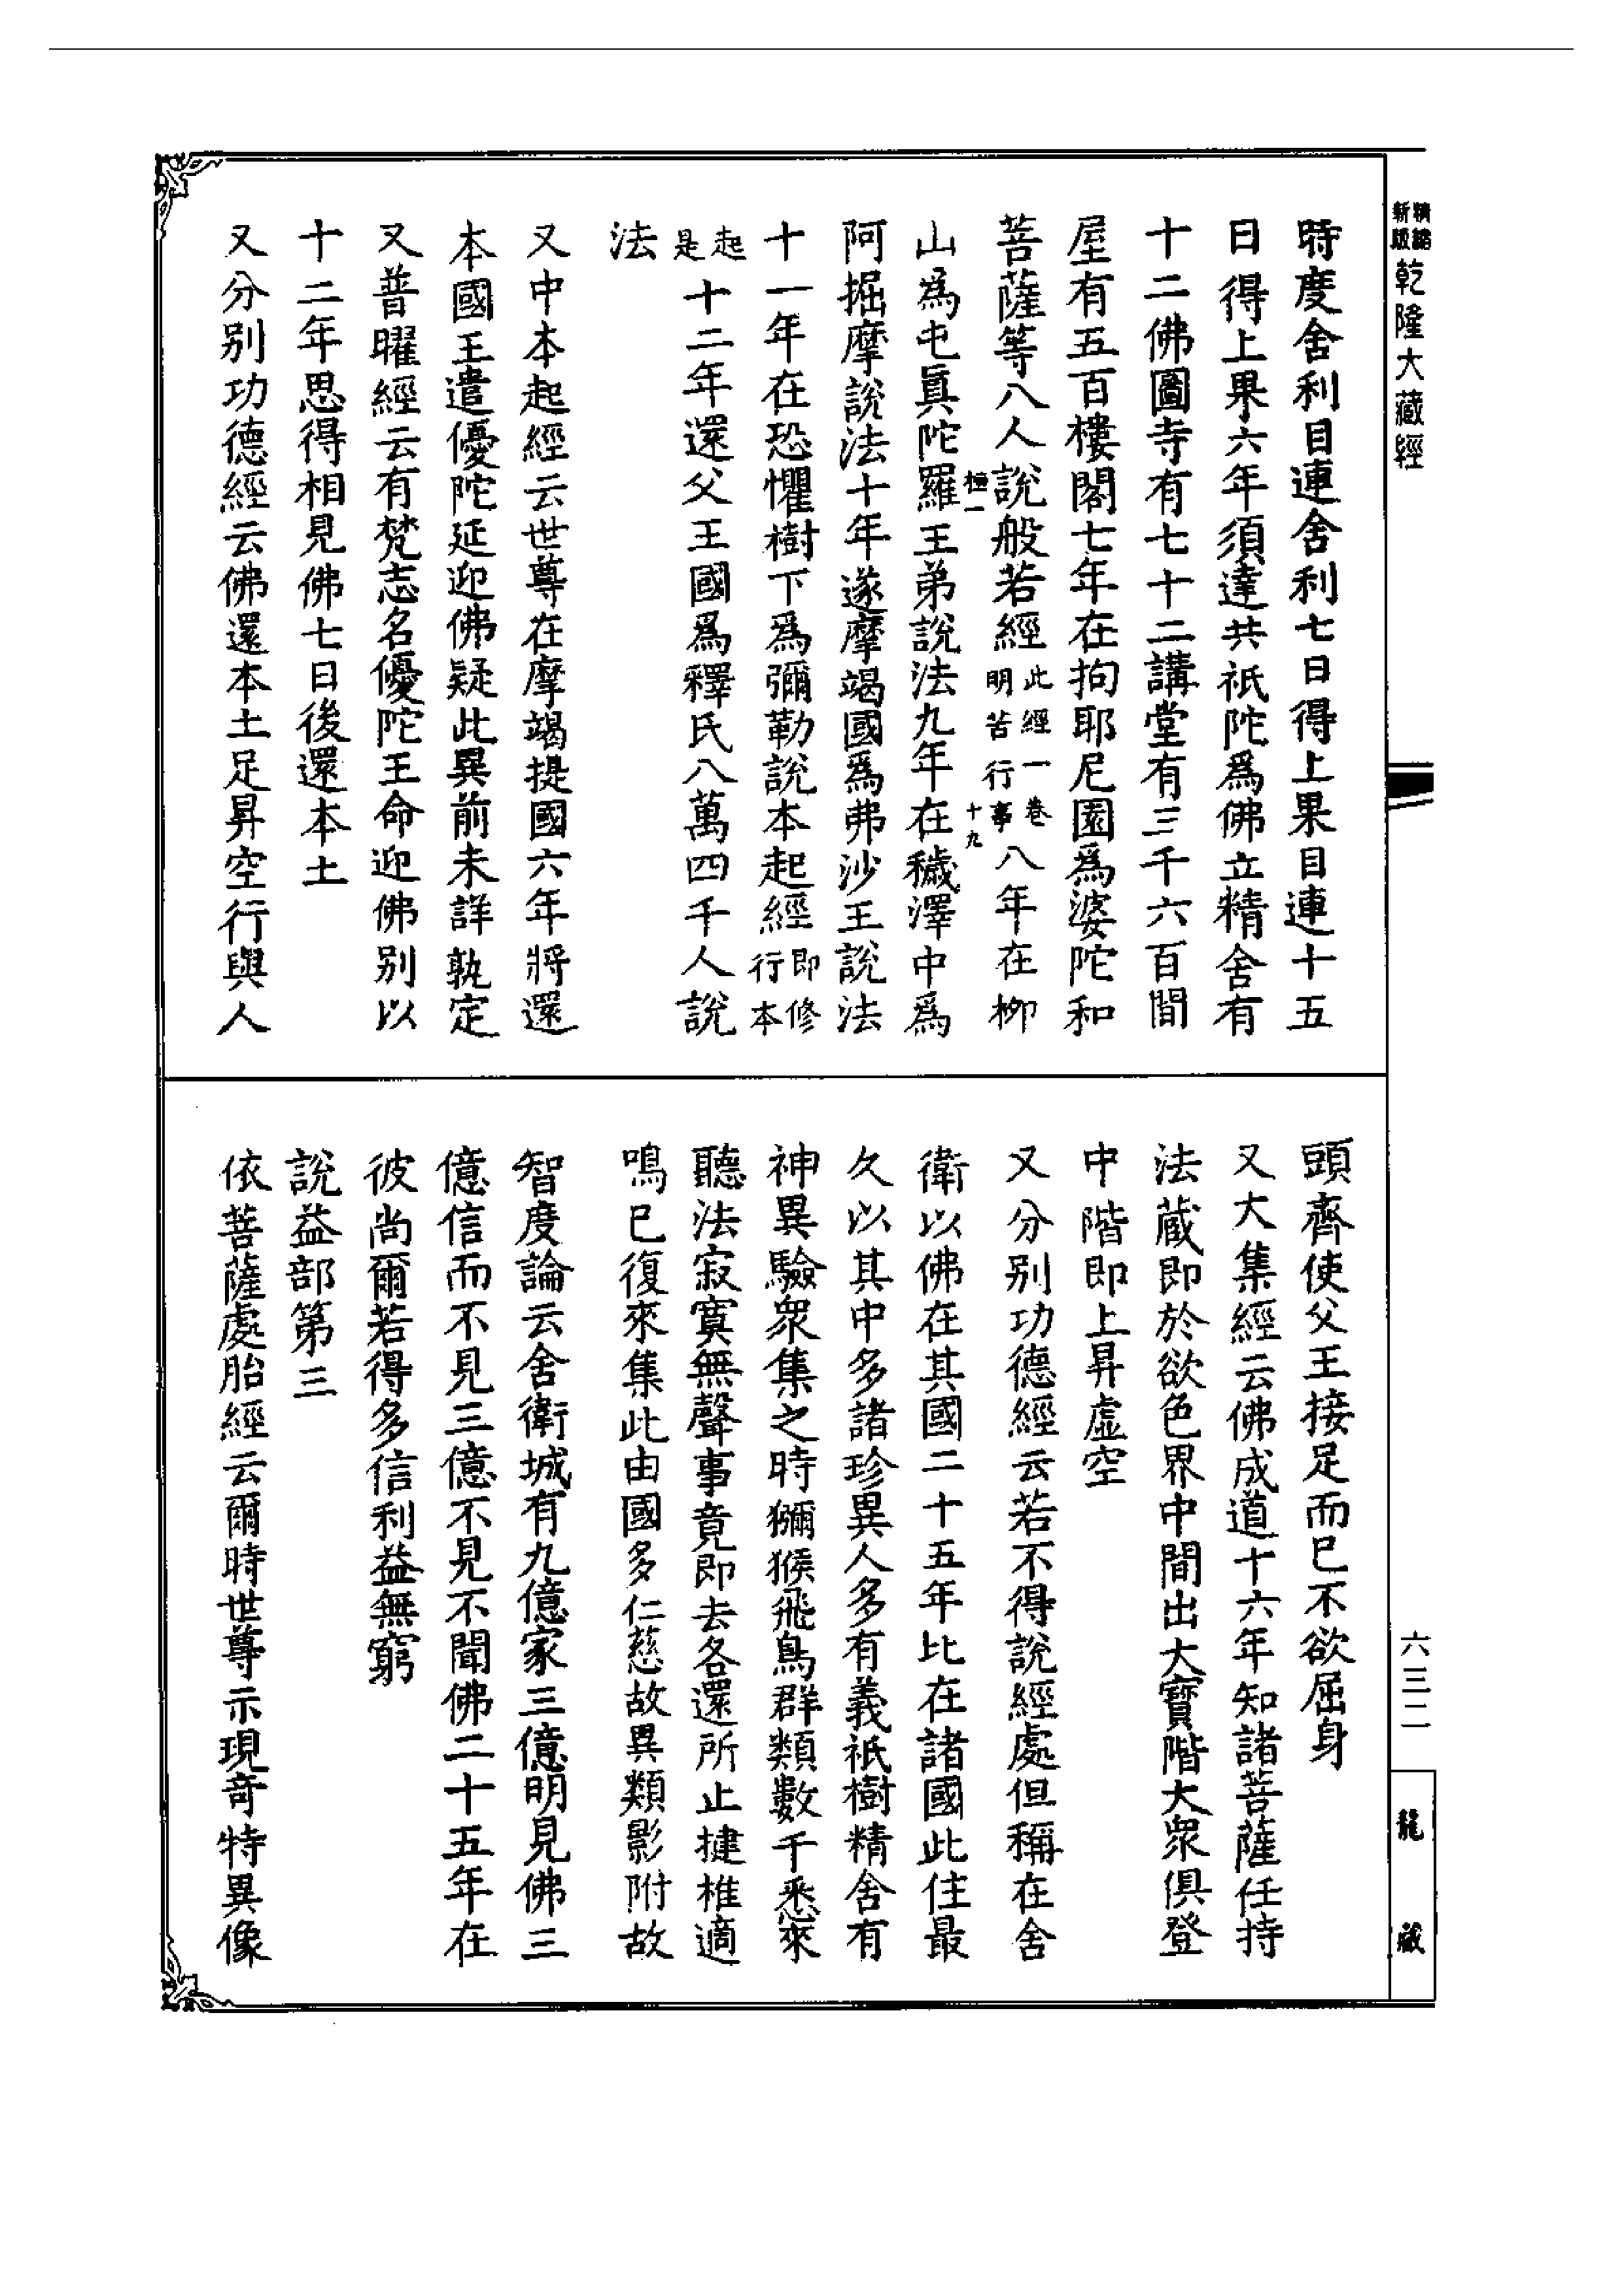 精縮新版乾隆大藏經
時度舍利目連舍利七日得上果目連十五
日得上果六年須達共祇陀爲佛立精舍有
十二佛圖寺有七十二講堂有三千六百間
屋有五百樓閣七年在拘耶尼園爲婆陀和
菩薩等八人說般若經此經一卷明苦行事八年在柳
山爲屯眞陀羅王弟說法九年在穢澤中爲
阿掘摩說法十年遂摩竭國爲弗沙王說法
十一年在恐懼樹下爲彌勒說本起經即修行本
起是十二年還父王國爲釋氏八萬四千人說
法
又中本起經云世尊在摩竭提國六年將還
本國王遣優陀延迎佛疑此異前未詳孰定
又普曜經云有梵志名優陀王命迎佛別以
十二年思得相見佛七日後還本土
又分別功德經云佛還本土足昇空行與人
頭齊使父王接足而已不欲屈身
又大集經云佛成道十六年知諸菩薩任持
法藏即於欲色界中間出大寶階大衆俱登
中階即上昇虛空
又分別功德經云若不得說經處但稱在舍
衛以佛在其國二十五年比在諸國此住最
久以其中多諸珍異人多有義祇樹精舍有
神異驗衆集之時獼猴飛鳥群類數千悉來
聽法寂寞無聲事竟即去各還所止揵椎適
鳴已復來集此由國多仁慈故異類影附故
智度論云舍衛城有九億家三億明見佛三
億信而不見三億不見不聞佛二十五年在
彼尚爾若得多信利益無窮
說益部第三
依菩薩處胎經云爾時世尊示現奇特異像
六三二
龍藏
十九